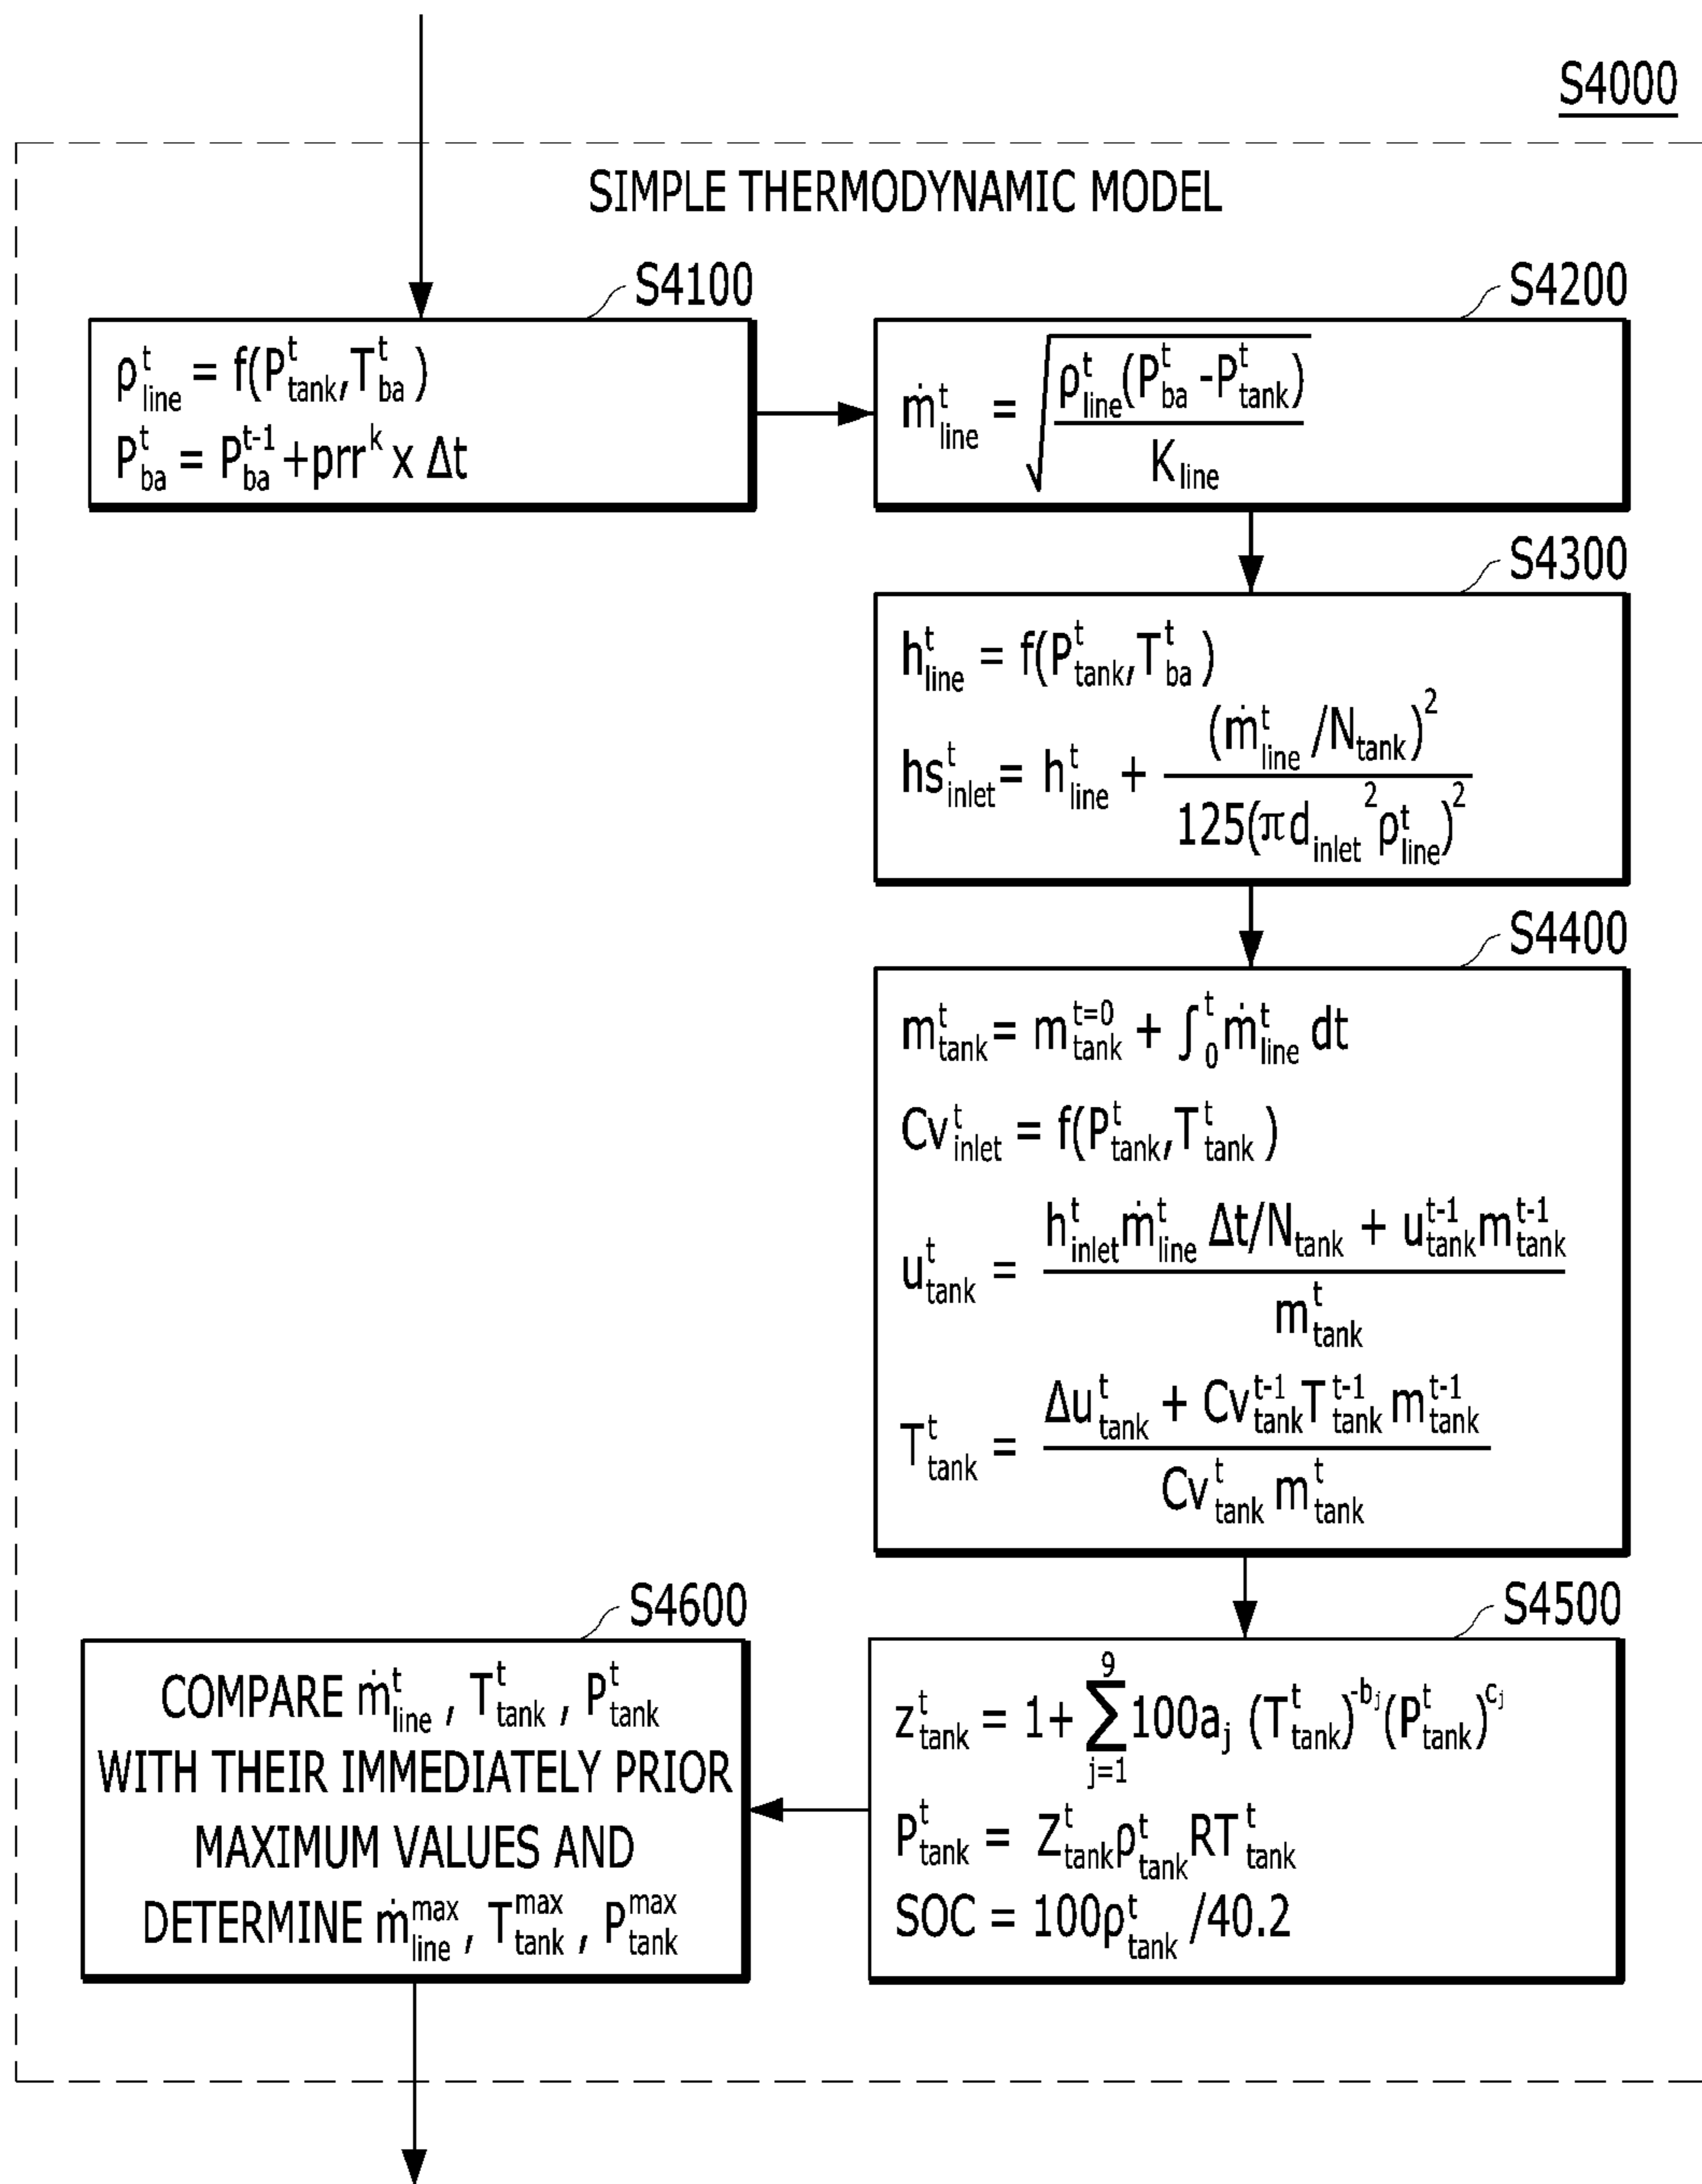 S4000
SIMPLE THERMODYNAMIC MODEL
S4100
ρ^t_line = f(P^t_tank, T^t_ba)
P^t_ba = P^{t-1}_ba + prr^k x Δt
S4200
ṁ^t_line = √(ρ^t_line(P^t_ba - P^t_tank) / K_line)
S4300
h^t_line = f(P^t_tank, T^t_ba)
hs^t_inlet = h^t_line + (ṁ^t_line / N_tank)^2 / 125(π d_inlet^2 ρ^t_line)^2
S4400
m^t_tank = m^{t=0}_tank + ∫_0^t ṁ^t_line dt
Cv^t_inlet = f(P^t_tank, T^t_tank)
u^t_tank = (h^t_inlet ṁ^t_line Δt/N_tank + u^{t-1}_tank m^{t-1}_tank) / m^t_tank
T^t_tank = (Δu^t_tank + Cv^{t-1}_tank T^{t-1}_tank m^{t-1}_tank) / (Cv^t_tank m^t_tank)
S4500
z^t_tank = 1+ Σ_{j=1}^{9} 100a_j (T^t_tank)^{-b_j} (P^t_tank)^{c_j}
P^t_tank = Z^t_tank ρ^t_tank RT^t_tank
SOC = 100ρ^t_tank /40.2
S4600
COMPARE ṁ^t_line, T^t_tank, P^t_tank
WITH THEIR IMMEDIATELY PRIOR
MAXIMUM VALUES AND
DETERMINE ṁ^max_line, T^max_tank, P^max_tank